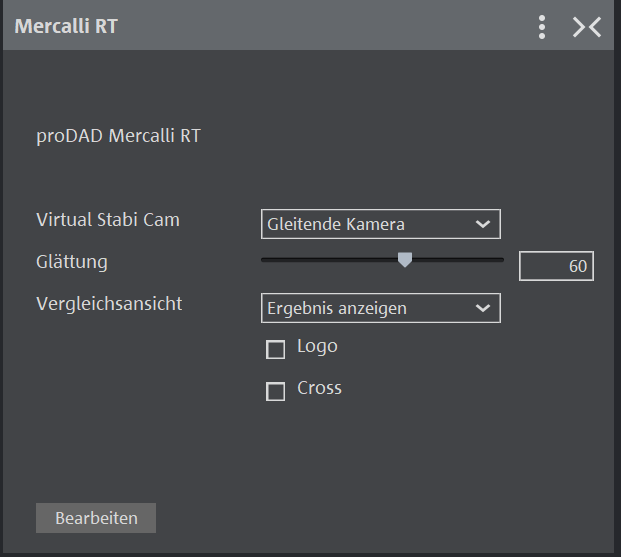 Mercalli RT
proDAD Mercalli RT
Virtual Stabi Cam Gleitende Kamera
Glättung 60
Vergleichsansicht Ergebnis anzeigen
Logo
Cross
Bearbeiten